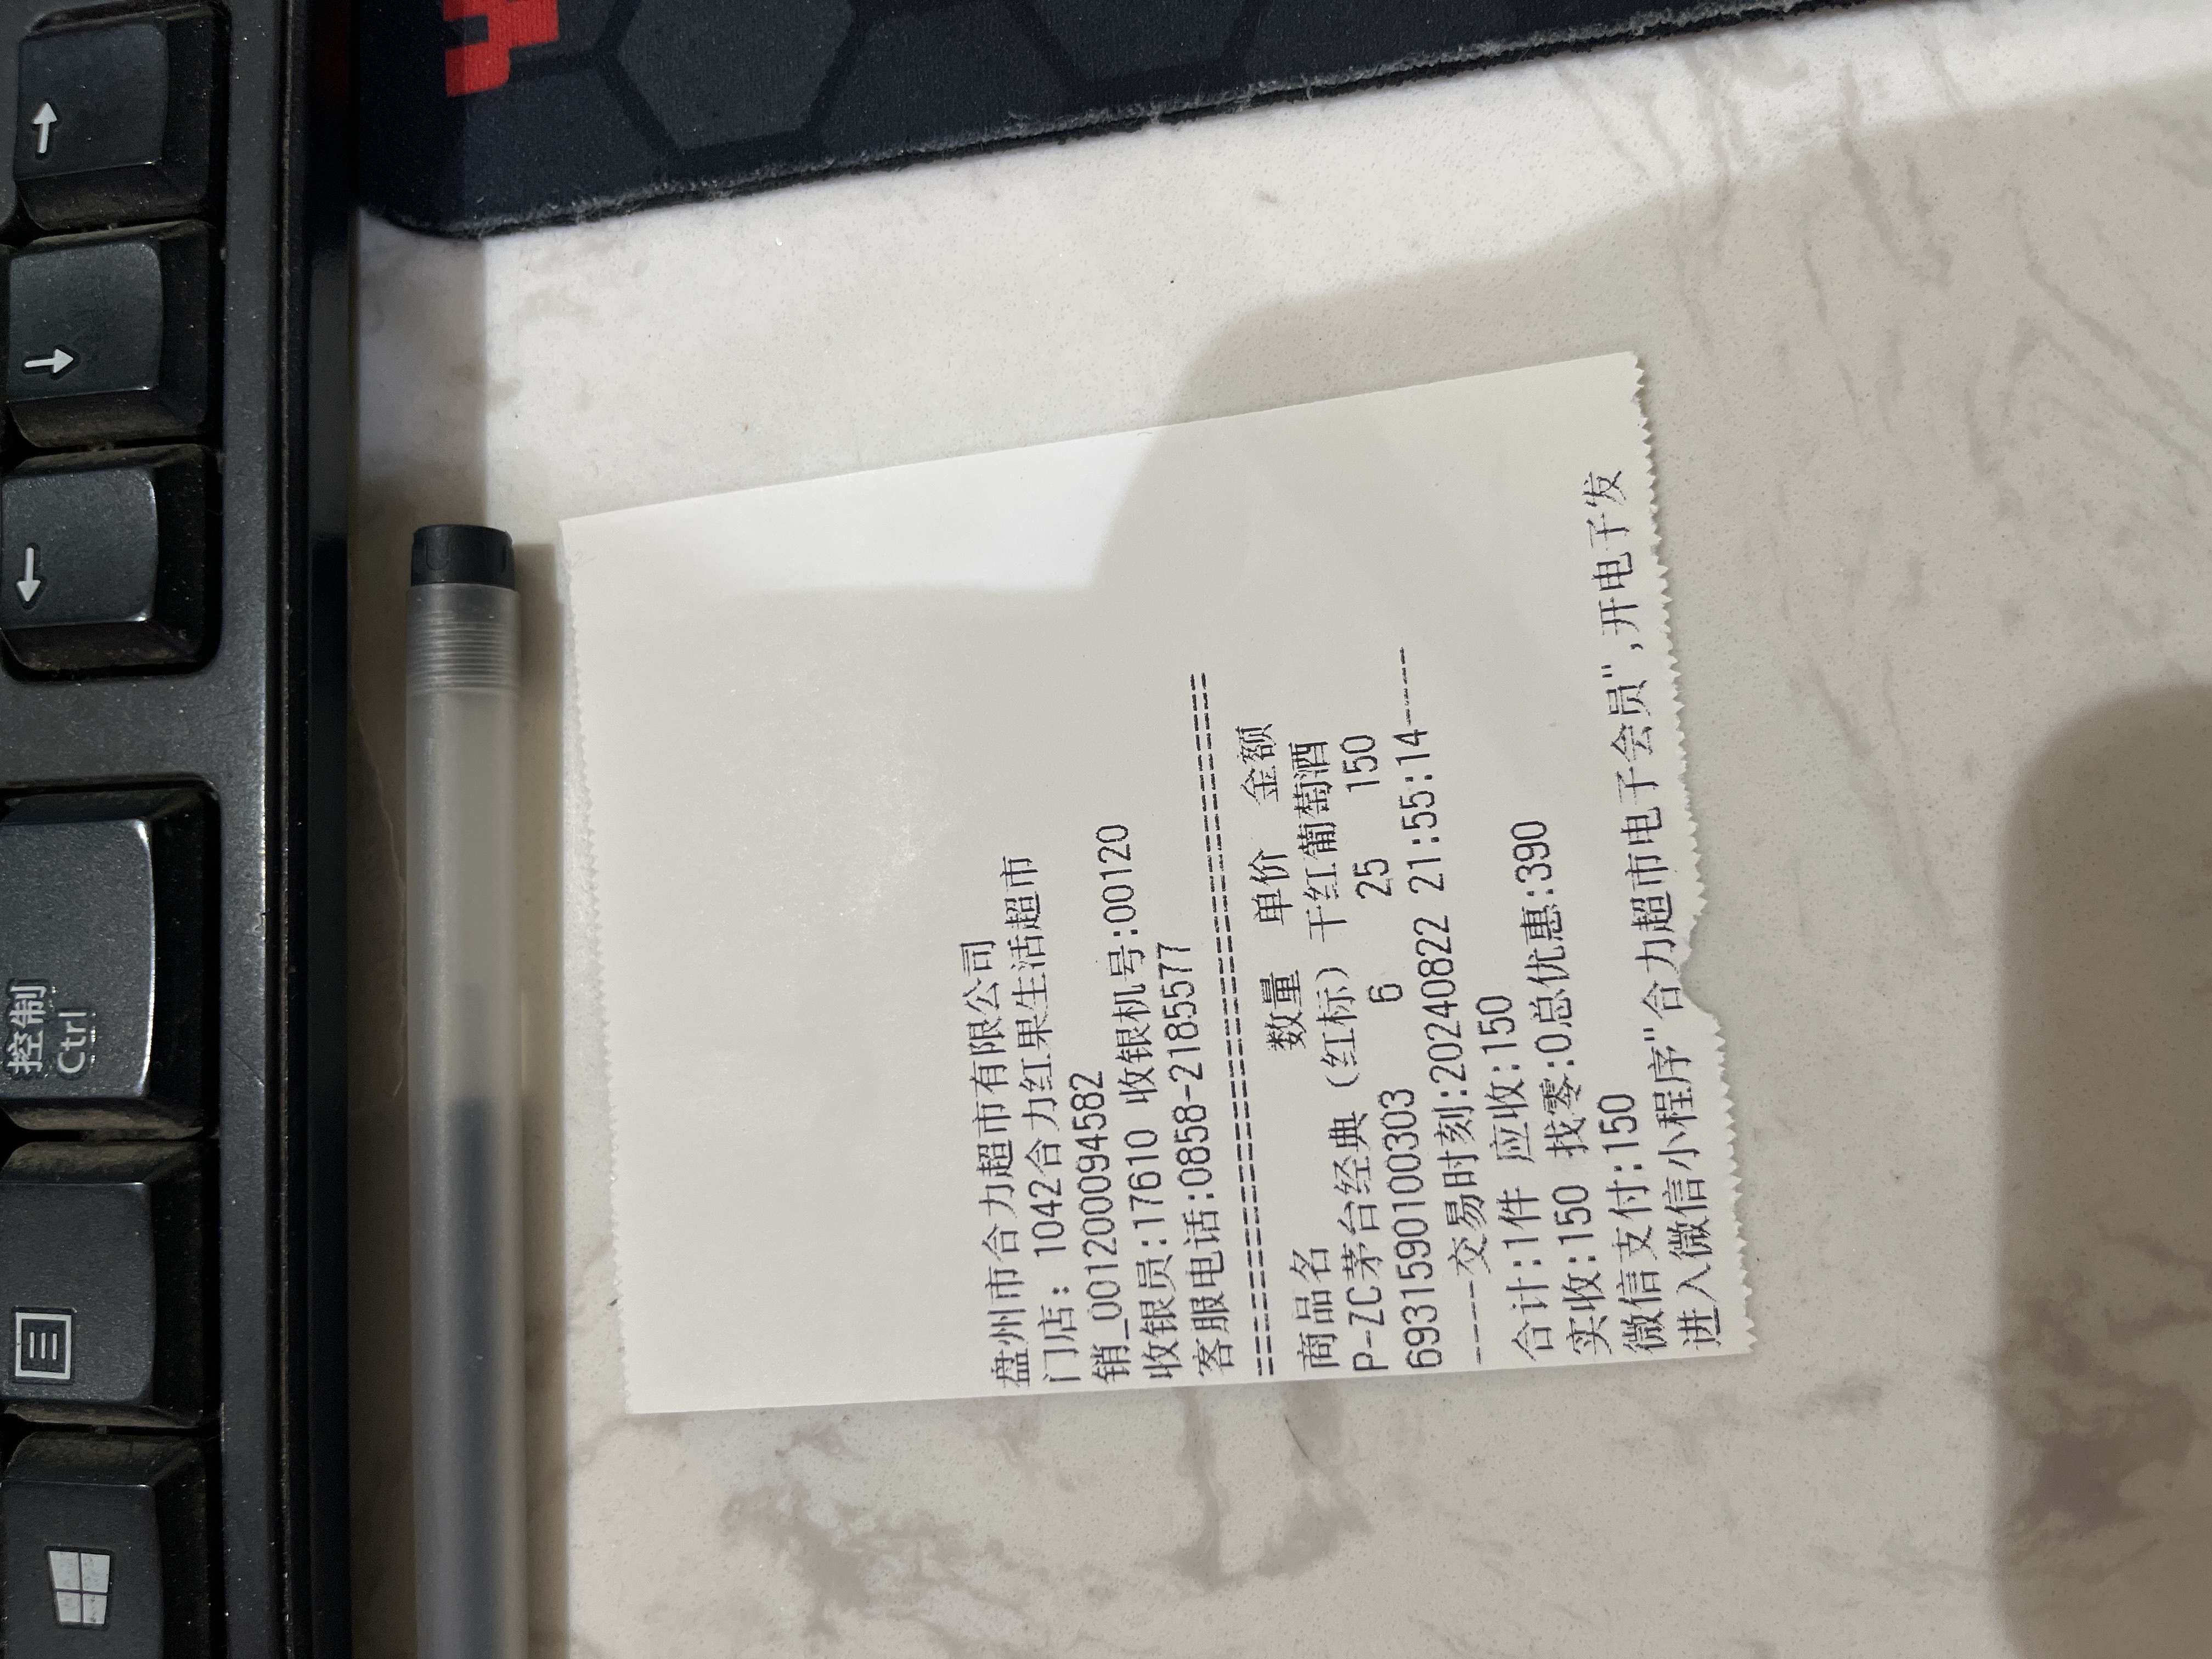 盘州市合力超市有限公司
门店: 1042合力红果生活超市
销_0012000094582
收银员:17610 收银机号:00120
客服电话:0858-2185577
================================
商品名 数量 单价 金额
P-ZC茅台经典（红标）干红葡萄酒
6931590100303 6 25 150
----交易时刻:20240822 21:55:14----
合计:1件 应收:150
实收:150 找零:0总优惠:390
微信支付:150
进入微信小程序"合力超市电子会员",开电子发
控制
Ctrl